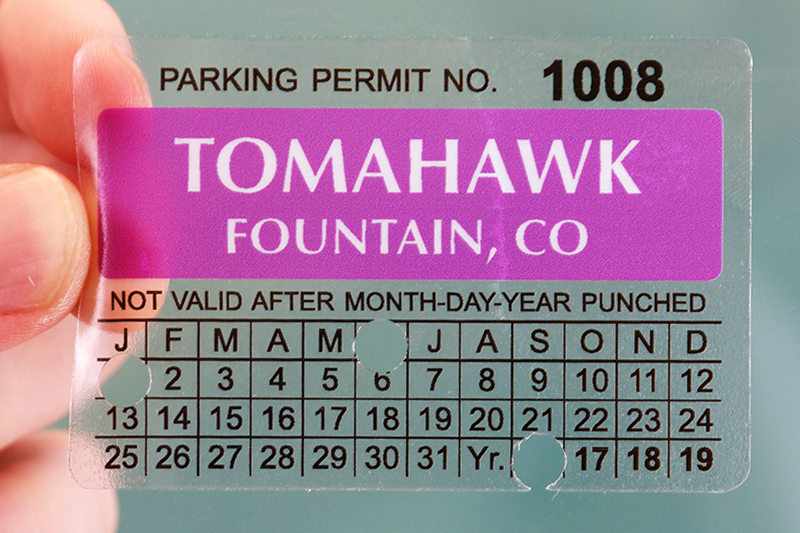 PARKING PERMIT NO. 1008
TOMAHAWK
FOUNTAIN, CO
NOT VALID AFTER MONTH-DAY-YEAR PUNCHED
J F M A M J A S O N D
2 3 4 5 6 7 8 9 10 11 12
13 14 15 16 17 18 19 20 21 22 23 24
25 26 27 28 29 30 31 Yr. 17 18 19